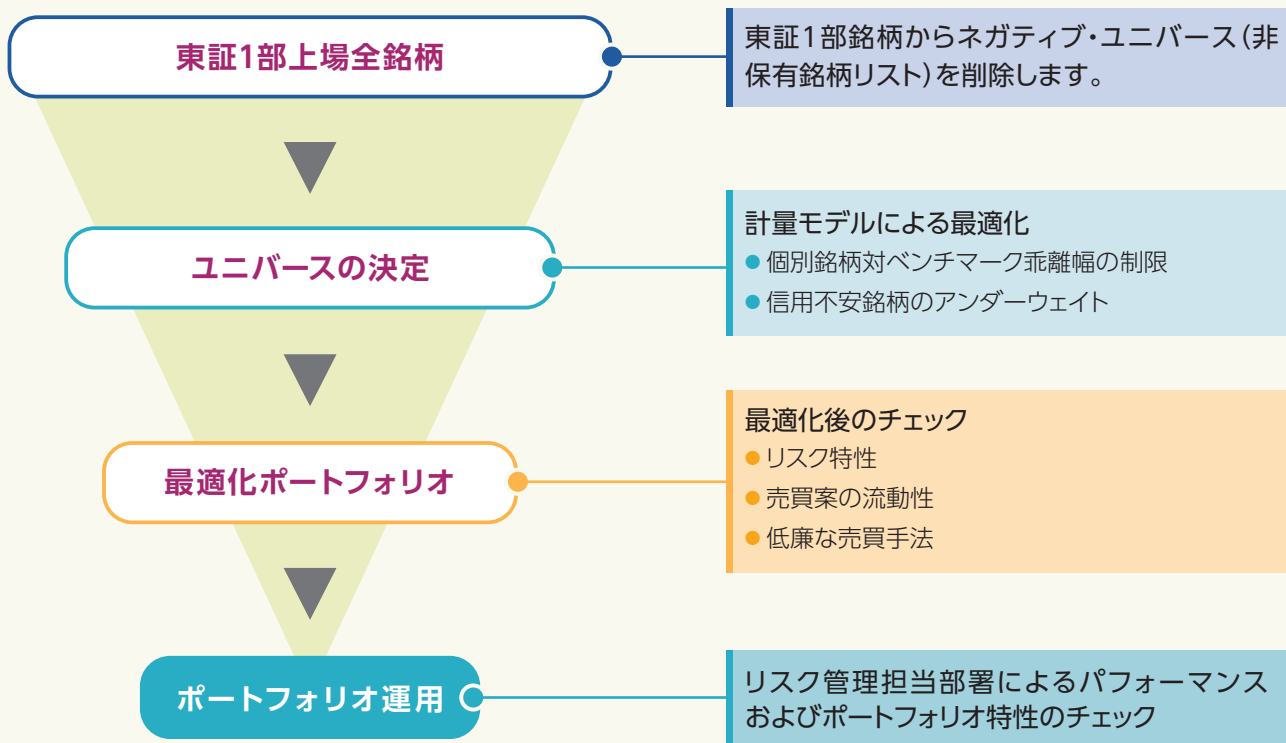 東証1部上場全銘柄
東証1部銘柄からネガティブ・ユニバース(非
保有銘柄リスト)を削除します。
ユニバースの決定
計量モデルによる最適化
● 個別銘柄対ベンチマーク乖離幅の制限
● 信用不安銘柄のアンダーウェイト
最適化ポートフォリオ
最適化後のチェック
● リスク特性
● 売買案の流動性
● 低廉な売買手法
ポートフォリオ運用
リスク管理担当部署によるパフォーマンス
およびポートフォリオ特性のチェック